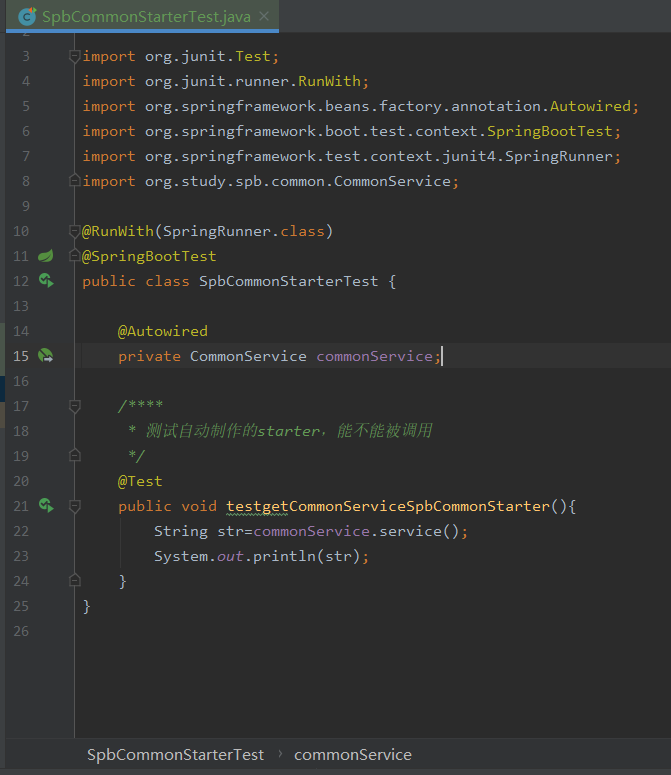 SpbCommonStarterTest.java
3 import org.junit.Test;
4 import org.junit.runner.RunWith;
5 import org.springframework.beans.factory.annotation.Autowired;
6 import org.springframework.boot.test.context.SpringBootTest;
7 import org.springframework.test.context.junit4.SpringRunner;
8 import org.study.spb.common.CommonService;
9
10 @RunWith(SpringRunner.class)
11 @SpringBootTest
12 public class SpbCommonStarterTest {
13
14 @Autowired
15 private CommonService commonService;
16
17 /****
18 * 测试自动制作的starter，能不能被调用
19 */
20 @Test
21 public void testgetCommonServiceSpbCommonStarter(){
22 String str=commonService.service();
23 System.out.println(str);
24 }
25 }
26
SpbCommonStarterTest › commonService